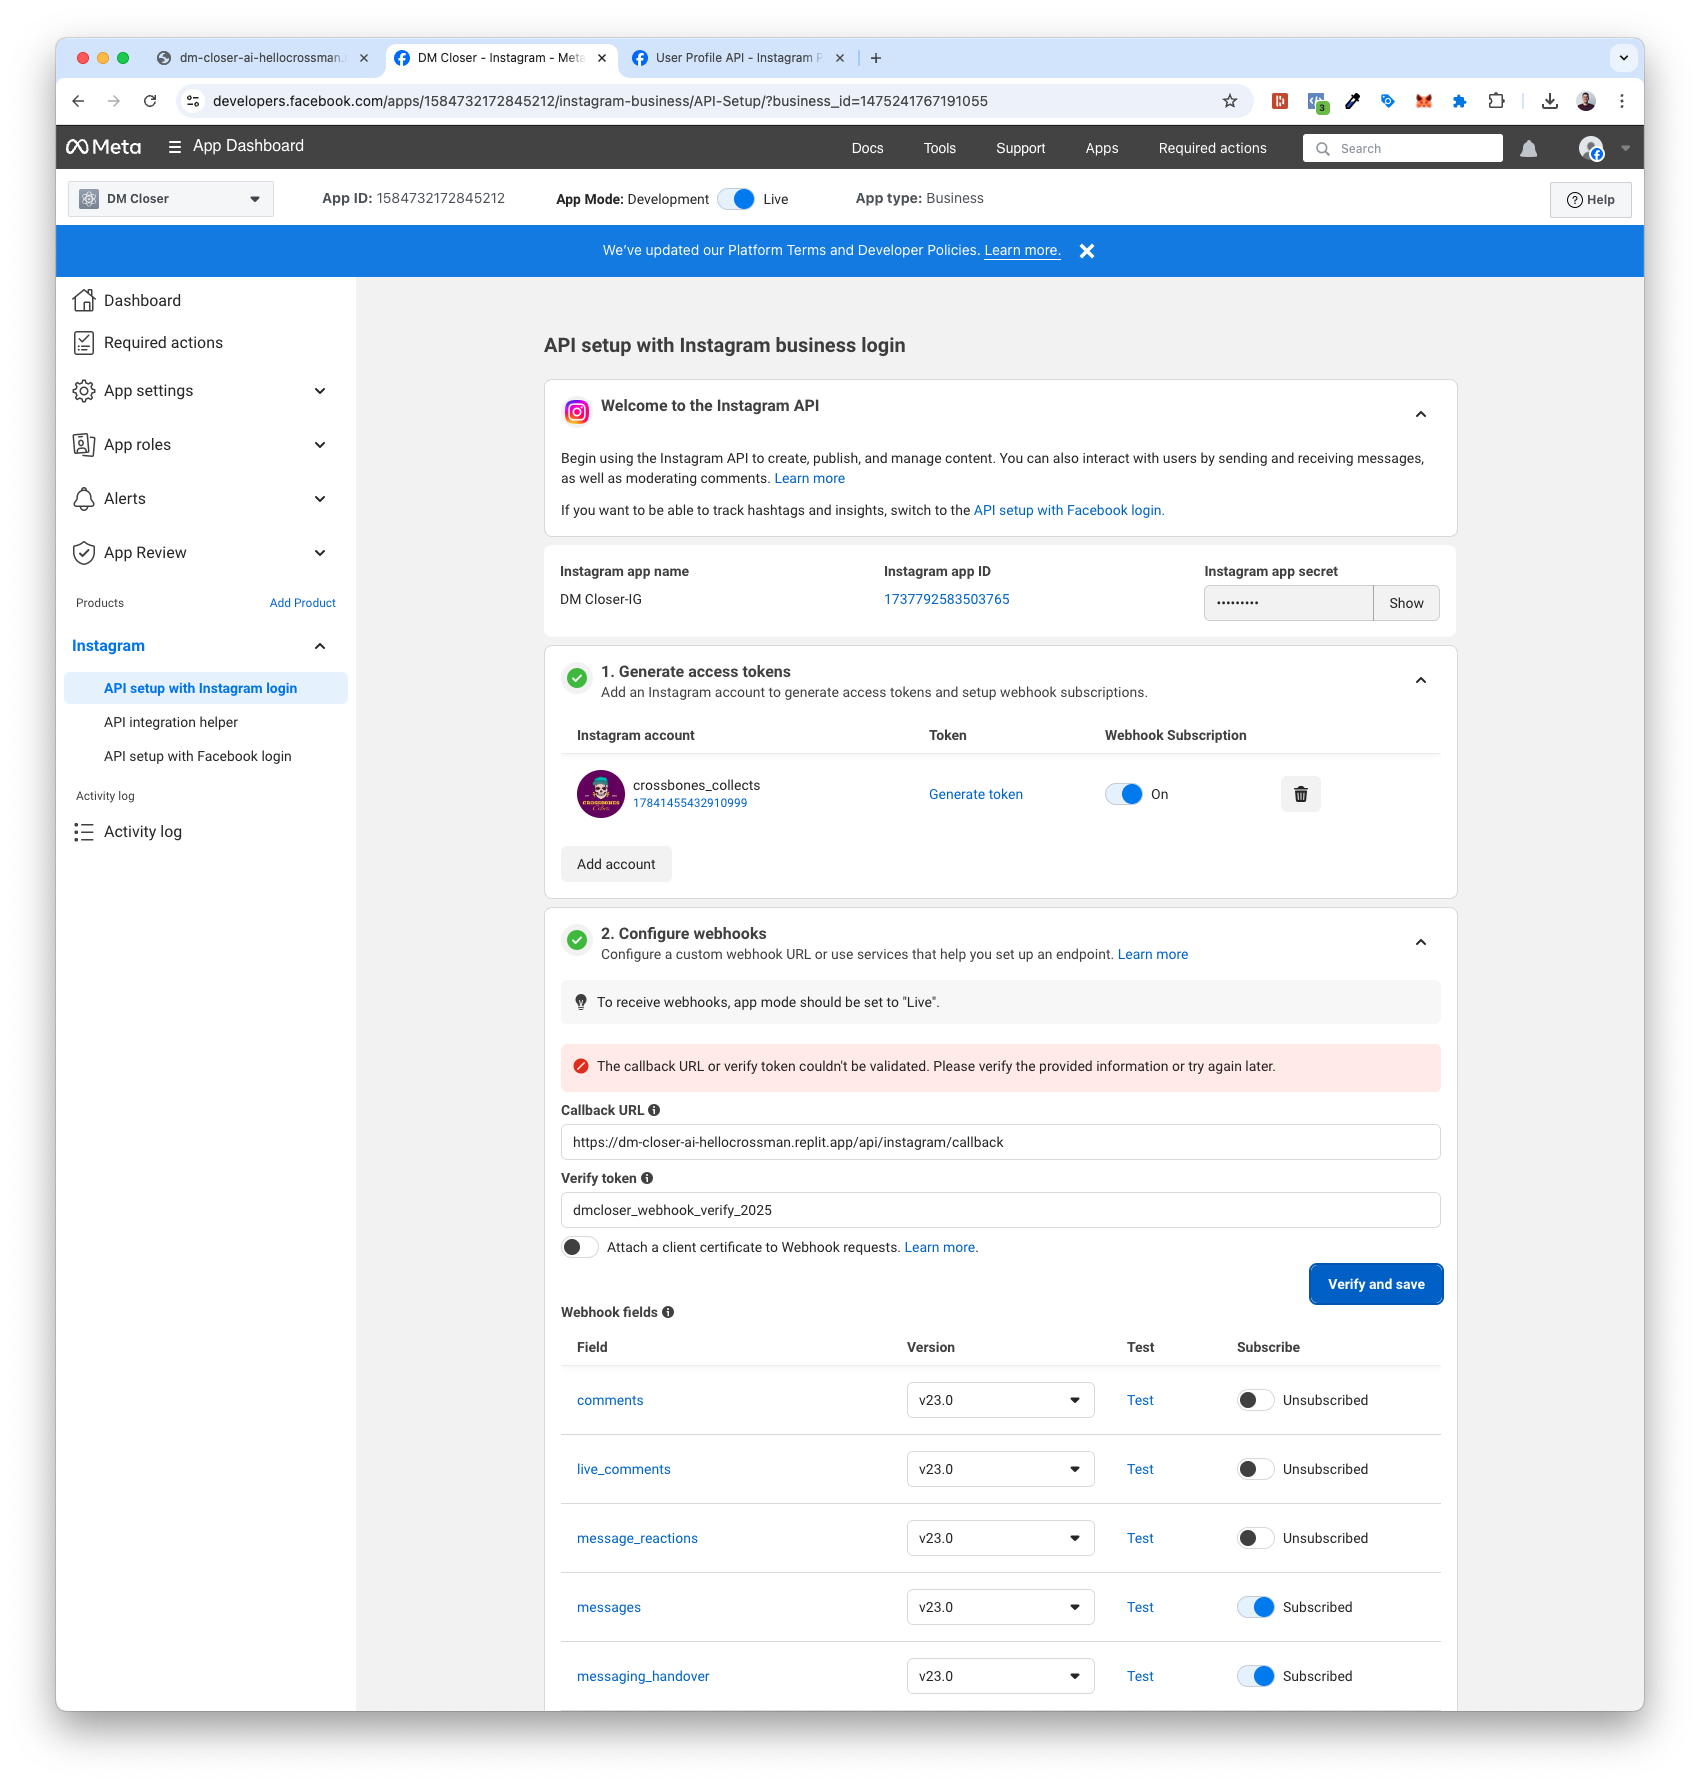 dm-closer-ai-hellocrossman.
DM Closer - Instagram - Meta
User Profile API - Instagram P
developers.facebook.com/apps/1584732172845212/instagram-business/API-Setup/?business_id=1475241767191055
3
Meta
App Dashboard
Docs
Tools
Support
Apps
Required actions
Search
DM Closer
App ID: 1584732172845212
App Mode: Development
Live
App type: Business
Help
We've updated our Platform Terms and Developer Policies. Learn more.
Dashboard
Required actions
App settings
App roles
Alerts
App Review
Products
Add Product
Instagram
API setup with Instagram login
API integration helper
API setup with Facebook login
Activity log
Activity log
API setup with Instagram business login
Welcome to the Instagram API
Begin using the Instagram API to create, publish, and manage content. You can also interact with users by sending and receiving messages,
as well as moderating comments. Learn more
If you want to be able to track hashtags and insights, switch to the API setup with Facebook login.
Instagram app name
Instagram app ID
Instagram app secret
DM Closer-IG
1737792583503765
•••••••••
Show
1. Generate access tokens
Add an Instagram account to generate access tokens and setup webhook subscriptions.
Instagram account
Token
Webhook Subscription
CROSSBONES
crossbones_collects
17841455432910999
Generate token
On
Add account
2. Configure webhooks
Configure a custom webhook URL or use services that help you set up an endpoint. Learn more
To receive webhooks, app mode should be set to "Live".
The callback URL or verify token couldn't be validated. Please verify the provided information or try again later.
Callback URL
https://dm-closer-ai-hellocrossman.replit.app/api/instagram/callback
Verify token
dmcloser_webhook_verify_2025
Attach a client certificate to Webhook requests. Learn more.
Verify and save
Webhook fields
Field
Version
Test
Subscribe
comments
v23.0
Test
Unsubscribed
live_comments
v23.0
Test
Unsubscribed
message_reactions
v23.0
Test
Unsubscribed
messages
v23.0
Test
Subscribed
messaging_handover
v23.0
Test
Subscribed